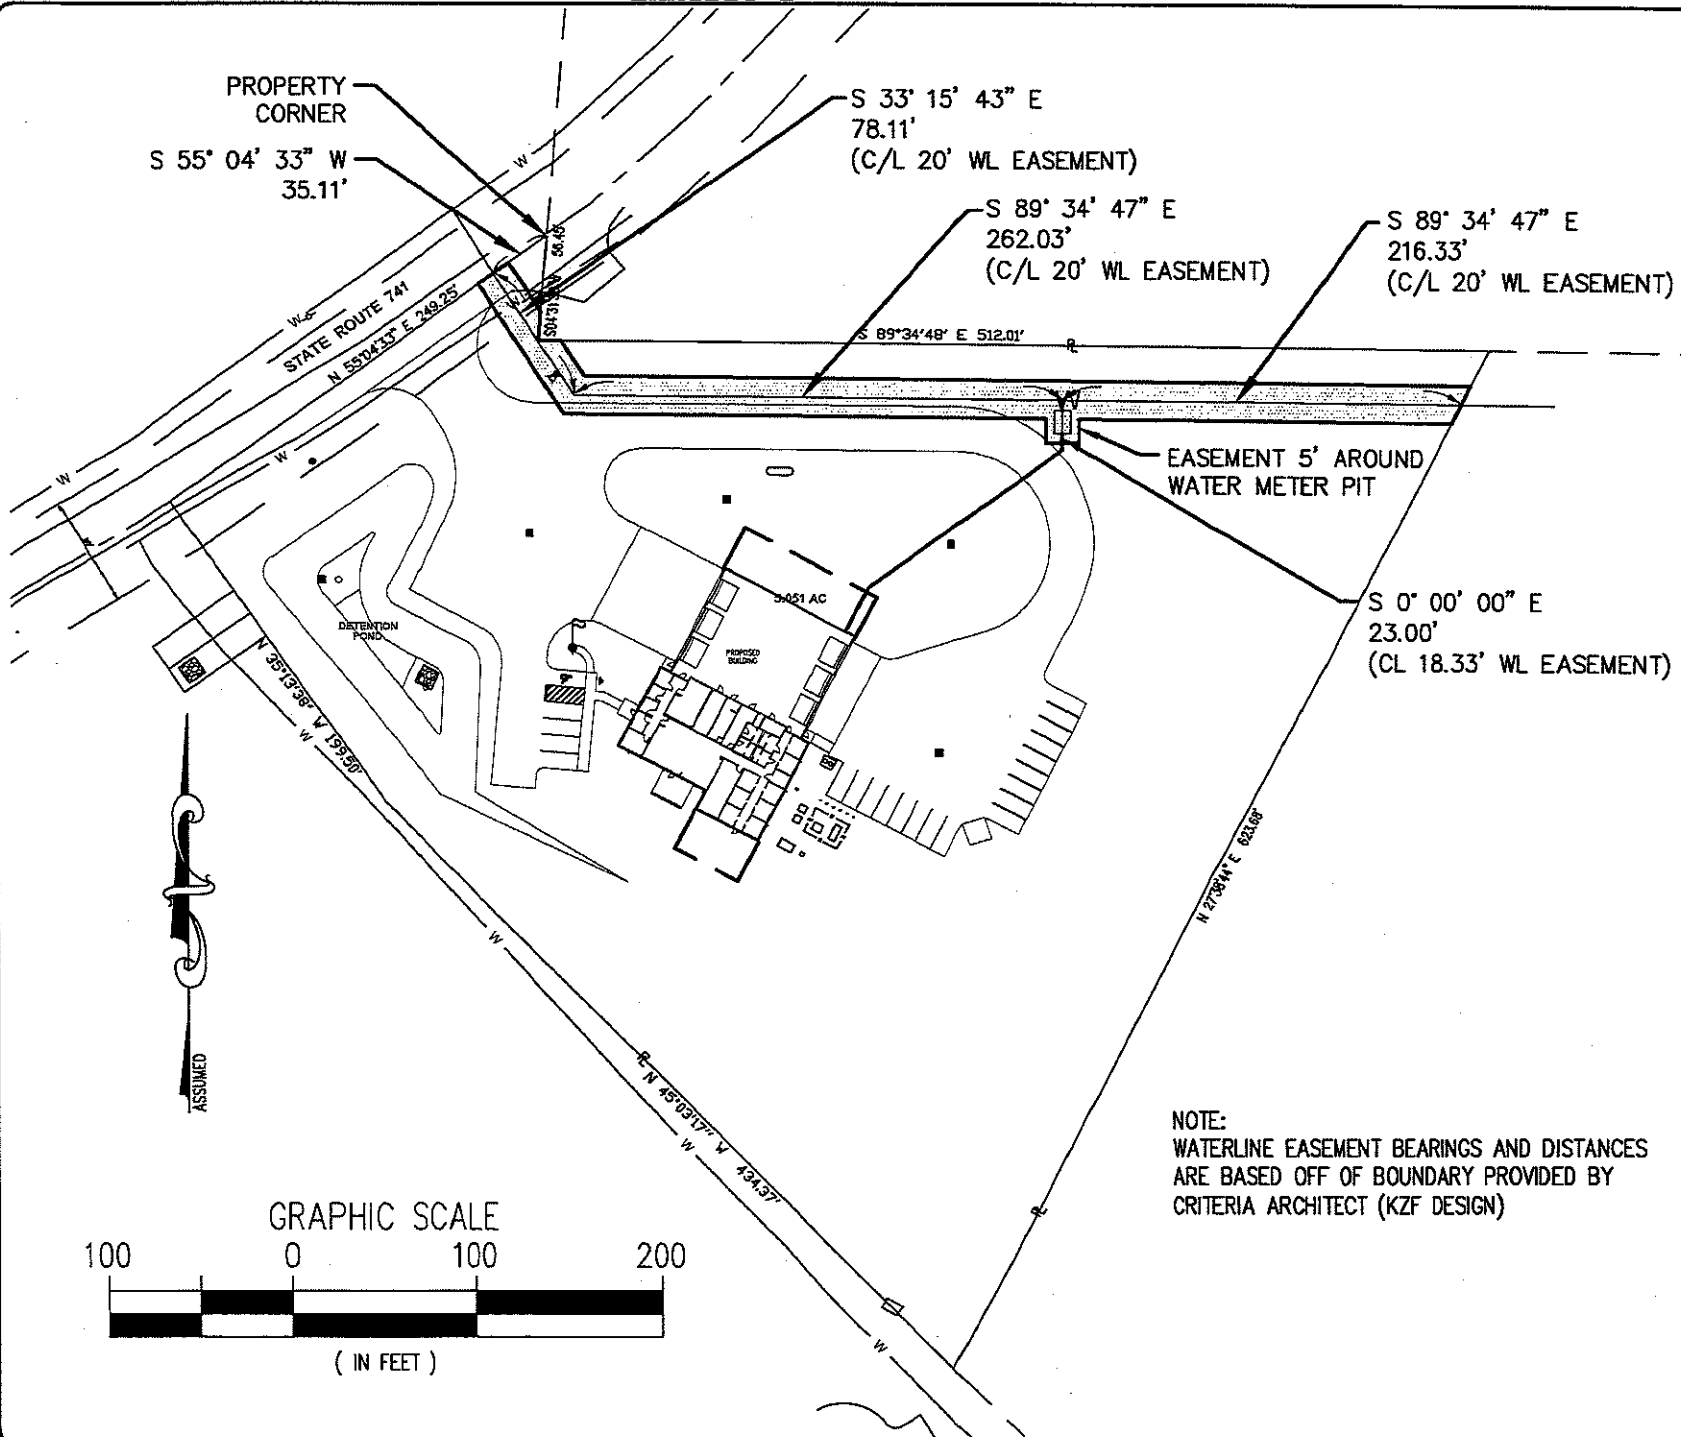 PROPERTY
CORNER
S 55° 04' 33" W
35.11'
S 33° 15' 43" E
78.11'
(C/L 20' WL EASEMENT)
S 89° 34' 47" E
262.03'
(C/L 20' WL EASEMENT)
S 89° 34' 47" E
216.33'
(C/L 20' WL EASEMENT)
56.45'
STATE ROUTE 741
N 55°04'33" E 249.25'
S 89°34'48" E 512.01'
EASEMENT 5' AROUND
WATER METER PIT
S 0° 00' 00" E
23.00'
(CL 18.33' WL EASEMENT)
5.051 AC
PROPOSED
BUILDING
DETENTION
POND
N 35°13'38" W 199.50'
N 27°38'44" E 623.68'
N 45°03'17" W 434.37'
W
W
W
W
W
W
W
W
W
W
W
ASSUMED
NOTE:
WATERLINE EASEMENT BEARINGS AND DISTANCES
ARE BASED OFF OF BOUNDARY PROVIDED BY
CRITERIA ARCHITECT (KZF DESIGN)
GRAPHIC SCALE
100 0 100 200
( IN FEET )